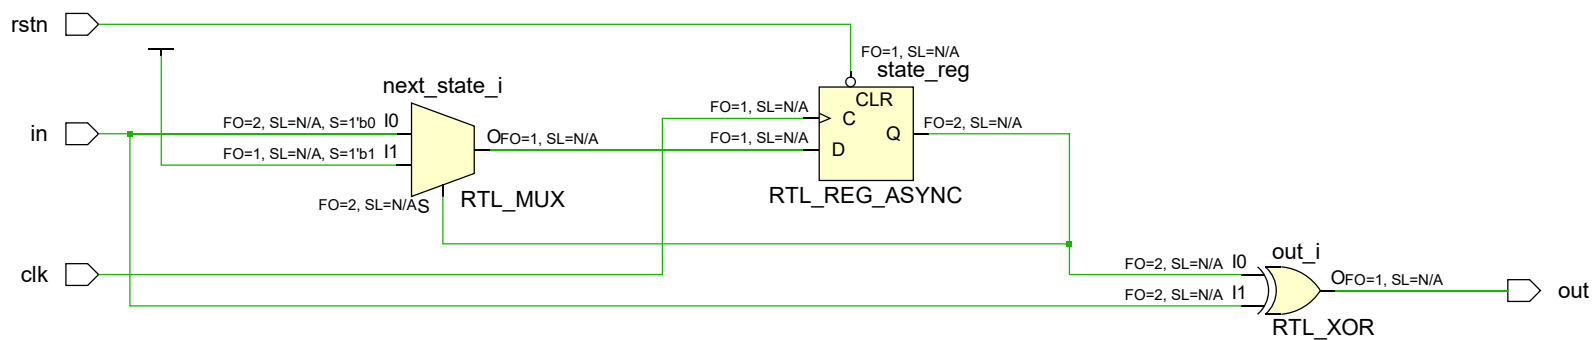 rstn
FO=1, SL=N/A
state_reg
next_state_i
CLR
FO=1, SL=N/A
C
FO=2, SL=N/A, S=1'b0 I0
in
O FO=1, SL=N/A
FO=1, SL=N/A
D
Q
FO=2, SL=N/A
FO=1, SL=N/A, S=1'b1 I1
FO=2, SL=N/A S
RTL_MUX
RTL_REG_ASYNC
clk
out_i
FO=2, SL=N/A I0
O FO=1, SL=N/A
FO=2, SL=N/A I1
out
RTL_XOR